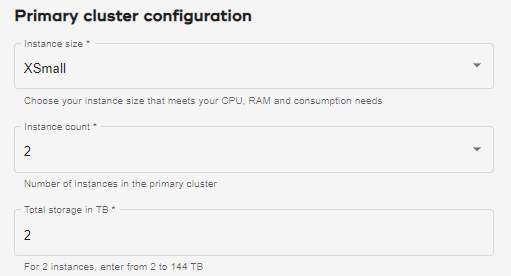 Primary cluster configuration
Instance size *
XSmall
Choose your instance size that meets your CPU, RAM and consumption needs
Instance count *
2
Number of instances in the primary cluster
Total storage in TB *
2
For 2 instances, enter from 2 to 144 TB